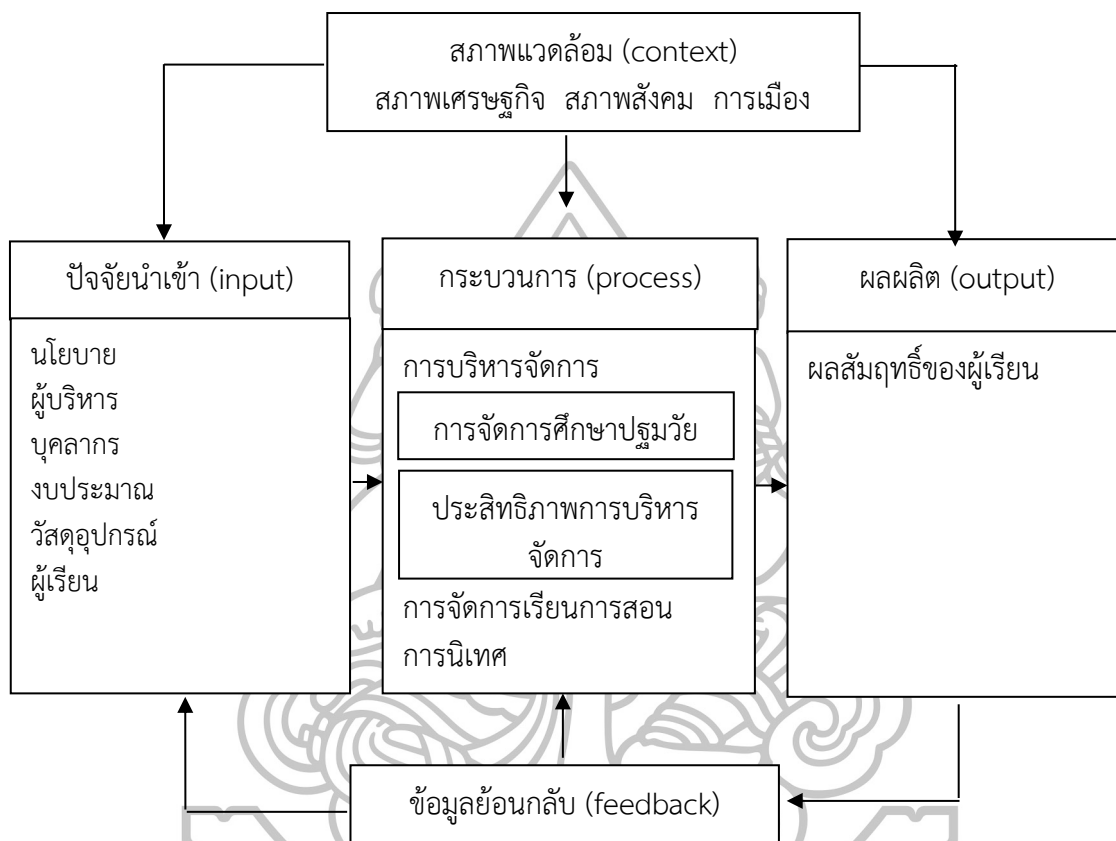 สภาพแวดล้อม (context)
สภาพเศรษฐกิจ สภาพสังคม การเมือง
ปัจจัยนำเข้า (input)
นโยบาย
ผู้บริหาร
บุคลากร
งบประมาณ
วัสดุอุปกรณ์
ผู้เรียน
กระบวนการ (process)
การบริหารจัดการ
การจัดการศึกษาปฐมวัย
ประสิทธิภาพการบริหาร
จัดการ
การจัดการเรียนการสอน
การนิเทศ
ผลผลิต (output)
ผลสัมฤทธิ์ของผู้เรียน
ข้อมูลย้อนกลับ (feedback)